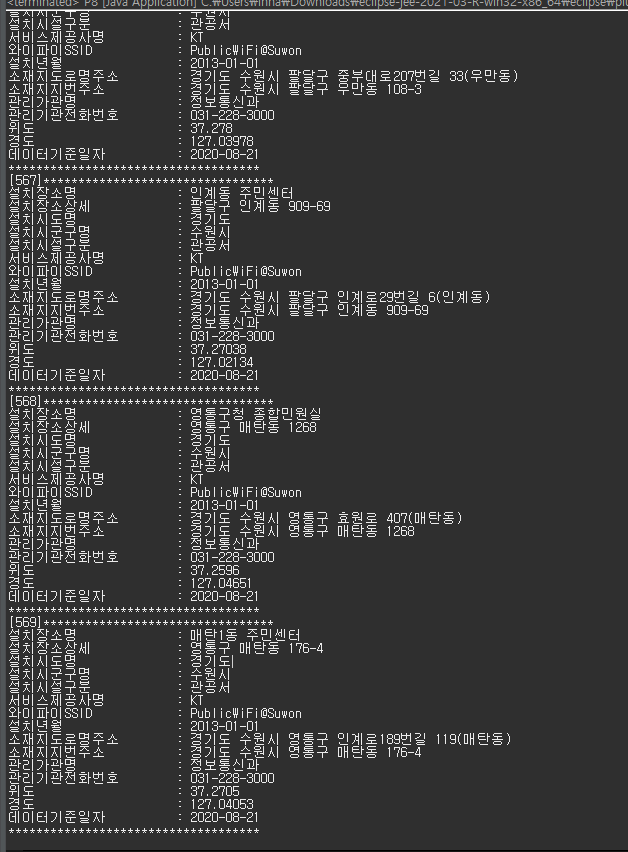 <terminated> P8 [Java Application] C:₩Users₩inha₩Downloads₩eclipse-jee-2021-03-R-win32-x86_64₩eclipse₩plu
설치시군구명 : 수원시
설치시설구분 : 관공서
서비스제공사명 : KT
와이파이SSID : PublicWiFi@Suwon
설치년월 : 2013-01-01
소재지도로명주소 : 경기도 수원시 팔달구 중부대로207번길 33(우만동)
소재지지번주소 : 경기도 수원시 팔달구 우만동 108-3
관리기관명 : 정보통신과
관리기관전화번호 : 031-228-3000
위도 : 37.278
경도 : 127.03978
데이터기준일자 : 2020-08-21
************************************
[567]*********************************
설치장소명 : 인계동 주민센터
설치장소상세 : 팔달구 인계동 909-69
설치시도명 : 경기도
설치시군구명 : 수원시
설치시설구분 : 관공서
서비스제공사명 : KT
와이파이SSID : PublicWiFi@Suwon
설치년월 : 2013-01-01
소재지도로명주소 : 경기도 수원시 팔달구 인계로29번길 6(인계동)
소재지지번주소 : 경기도 수원시 팔달구 인계동 909-69
관리기관명 : 정보통신과
관리기관전화번호 : 031-228-3000
위도 : 37.27038
경도 : 127.02134
데이터기준일자 : 2020-08-21
************************************
[568]*********************************
설치장소명 : 영통구청 종합민원실
설치장소상세 : 영통구 매탄동 1268
설치시도명 : 경기도
설치시군구명 : 수원시
설치시설구분 : 관공서
서비스제공사명 : KT
와이파이SSID : PublicWiFi@Suwon
설치년월 : 2013-01-01
소재지도로명주소 : 경기도 수원시 영통구 효원로 407(매탄동)
소재지지번주소 : 경기도 수원시 영통구 매탄동 1268
관리기관명 : 정보통신과
관리기관전화번호 : 031-228-3000
위도 : 37.2596
경도 : 127.04651
데이터기준일자 : 2020-08-21
************************************
[569]*********************************
설치장소명 : 매탄1동 주민센터
설치장소상세 : 영통구 매탄동 176-4
설치시도명 : 경기도
설치시군구명 : 수원시
설치시설구분 : 관공서
서비스제공사명 : KT
와이파이SSID : PublicWiFi@Suwon
설치년월 : 2013-01-01
소재지도로명주소 : 경기도 수원시 영통구 인계로189번길 119(매탄동)
소재지지번주소 : 경기도 수원시 영통구 매탄동 176-4
관리기관명 : 정보통신과
관리기관전화번호 : 031-228-3000
위도 : 37.2705
경도 : 127.04053
데이터기준일자 : 2020-08-21
************************************